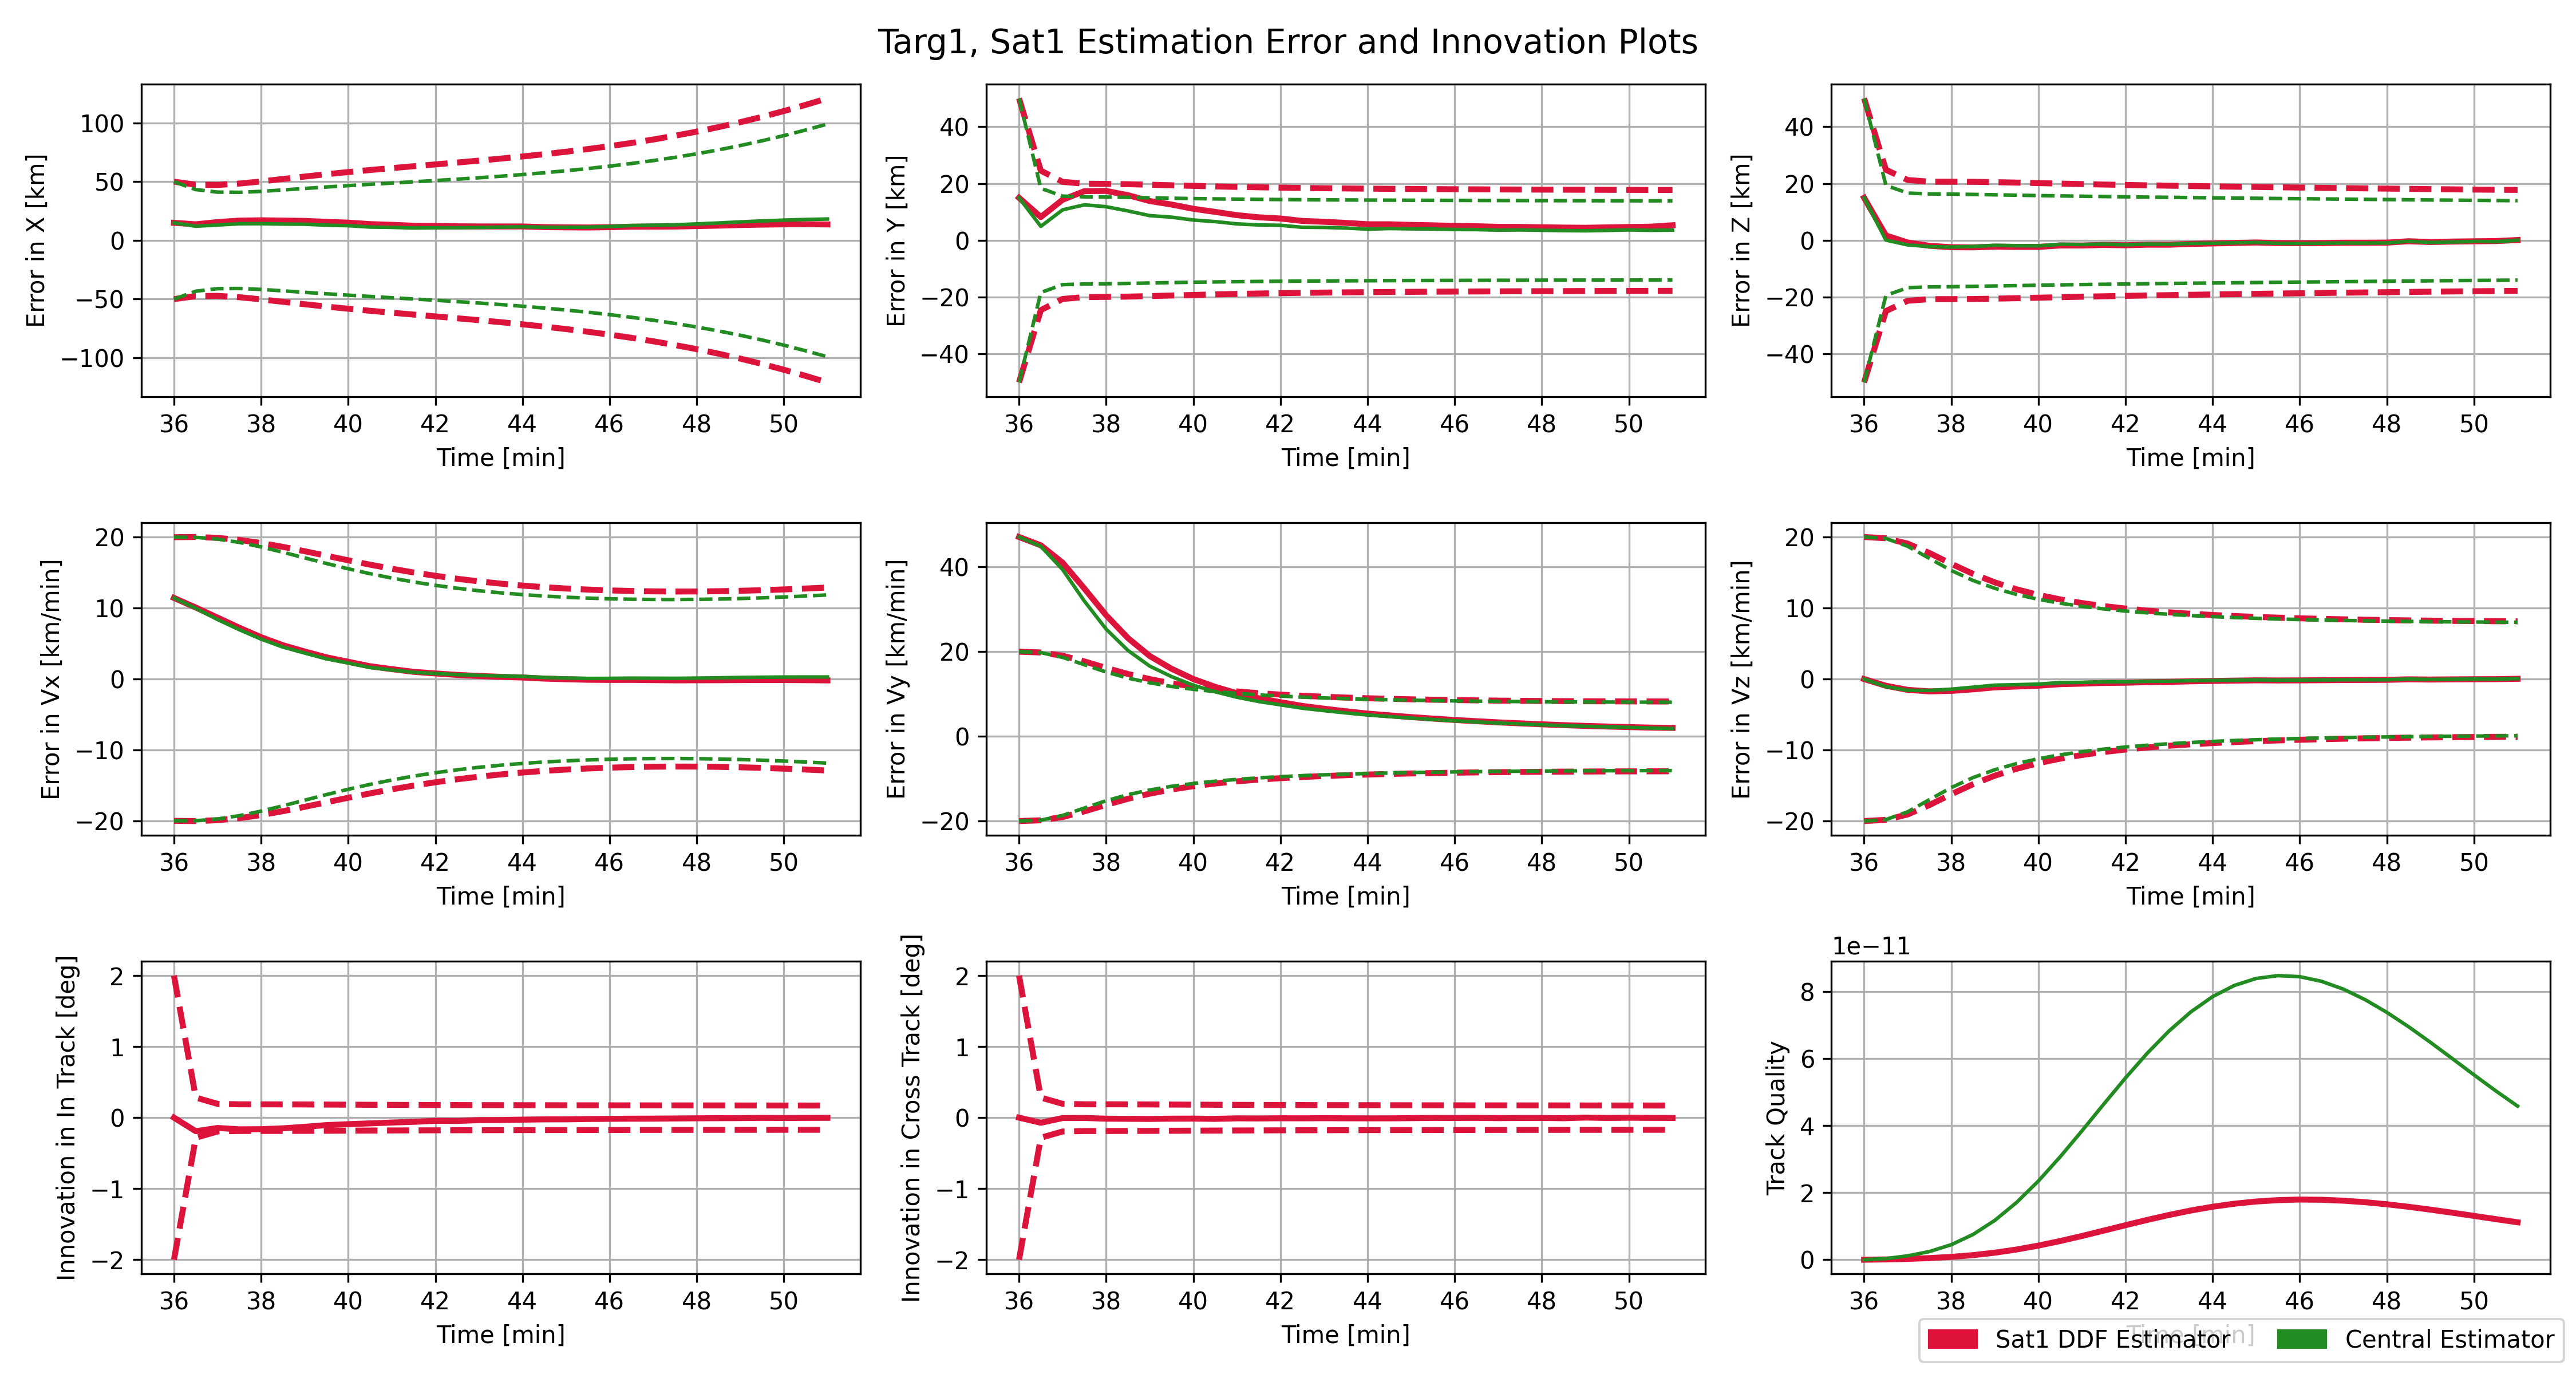 Targ1, Sat1 Estimation Error and Innovation Plots
Error in X [km]
100
50
0
−50
−100
36 38 40 42 44 46 48 50
Time [min]
Error in Y [km]
40
20
0
−20
−40
36 38 40 42 44 46 48 50
Time [min]
Error in Z [km]
40
20
0
−20
−40
36 38 40 42 44 46 48 50
Time [min]
Error in Vx [km/min]
20
10
0
−10
−20
36 38 40 42 44 46 48 50
Time [min]
Error in Vy [km/min]
40
20
0
−20
36 38 40 42 44 46 48 50
Time [min]
Error in Vz [km/min]
20
10
0
−10
−20
36 38 40 42 44 46 48 50
Time [min]
Innovation in In Track [deg]
2
1
0
−1
−2
36 38 40 42 44 46 48 50
Time [min]
Innovation in Cross Track [deg]
2
1
0
−1
−2
36 38 40 42 44 46 48 50
Time [min]
1e−11
Track Quality
8
6
4
2
0
36 38 40 42 44 46 48 50
Time [min]
Sat1 DDF Estimator
Central Estimator